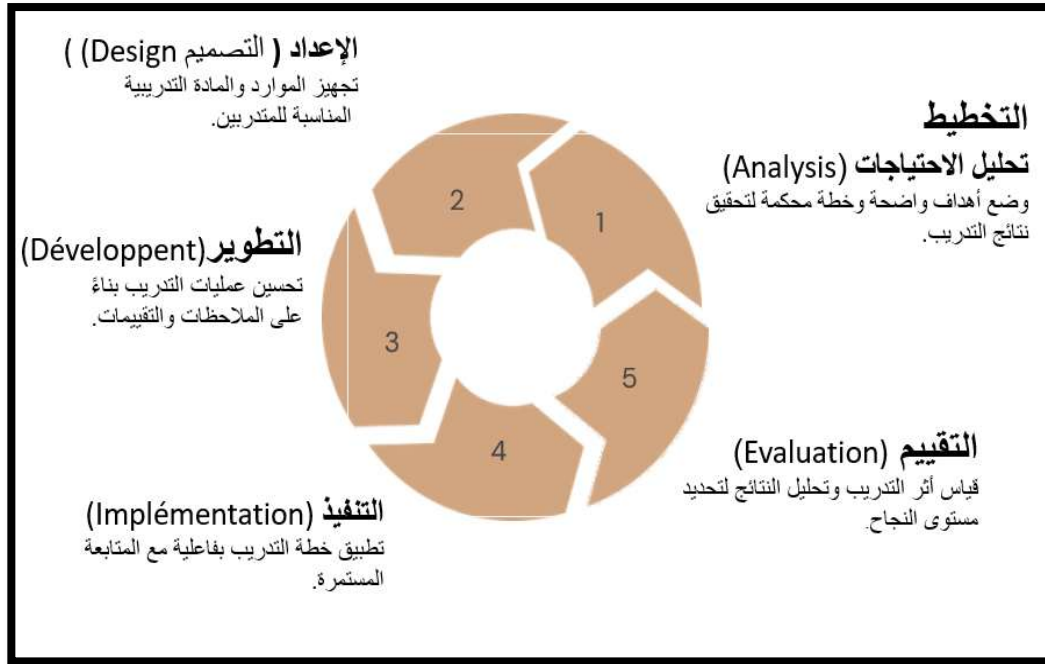 التخطيط
تحليل الاحتياجات (Analysis)
وضع أهداف واضحة وخطة محكمة لتحقيق
نتائج التدريب.
1
الإعداد ( التصميم Design) )
تجهيز الموارد والمادة التدريبية
المناسبة للمتدربين.
2
التطوير(Développent)
تحسين عمليات التدريب بناءً
على الملاحظات والتقييمات.
3
التنفيذ (Implémentation)
تطبيق خطة التدريب بفاعلية مع المتابعة
المستمرة.
4
التقييم (Evaluation)
قياس أثر التدريب وتحليل النتائج لتحديد
مستوى النجاح.
5